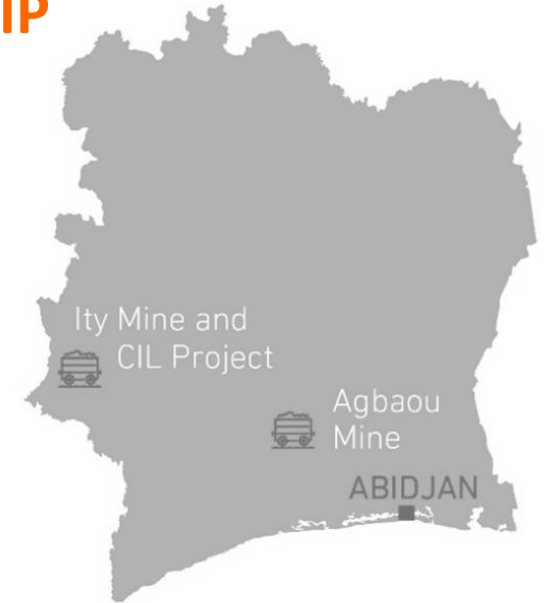 IP
Ity Mine and
CIL Project
Agbaou
Mine
ABIDJAN